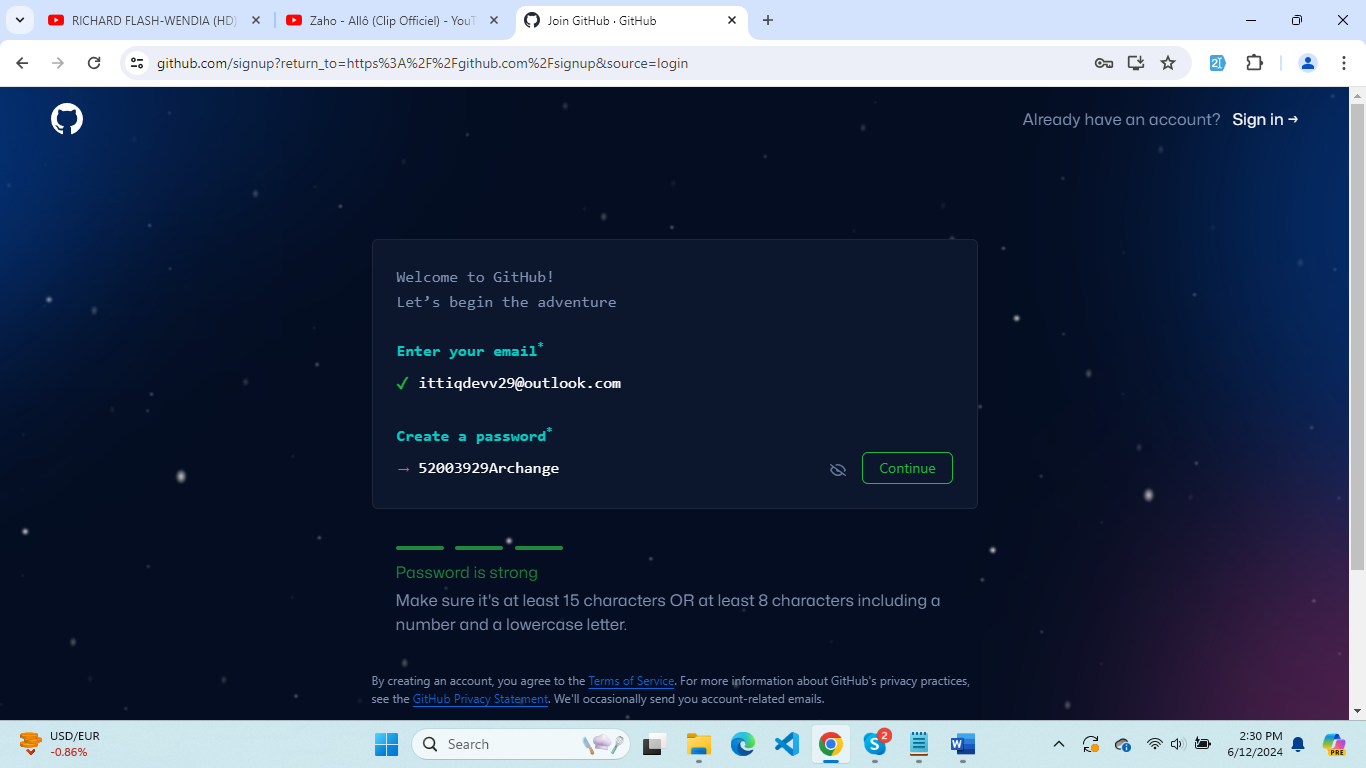 RICHARD FLASH-WENDIA (HD)
Zaho - Allô (Clip Officiel) - YouT
Join GitHub · GitHub
github.com/signup?return_to=https%3A%2F%2Fgithub.com%2Fsignup&source=login
Already have an account? Sign in →
Welcome to GitHub!
Let’s begin the adventure
Enter your email*
✓ ittiqdevv29@outlook.com
Create a password*
→ 52003929Archange
Continue
Password is strong
Make sure it's at least 15 characters OR at least 8 characters including a
number and a lowercase letter.
By creating an account, you agree to the Terms of Service. For more information about GitHub's privacy practices,
see the GitHub Privacy Statement. We'll occasionally send you account-related emails.
USD/EUR
-0.86%
Search
2
2:30 PM
6/12/2024
PRE